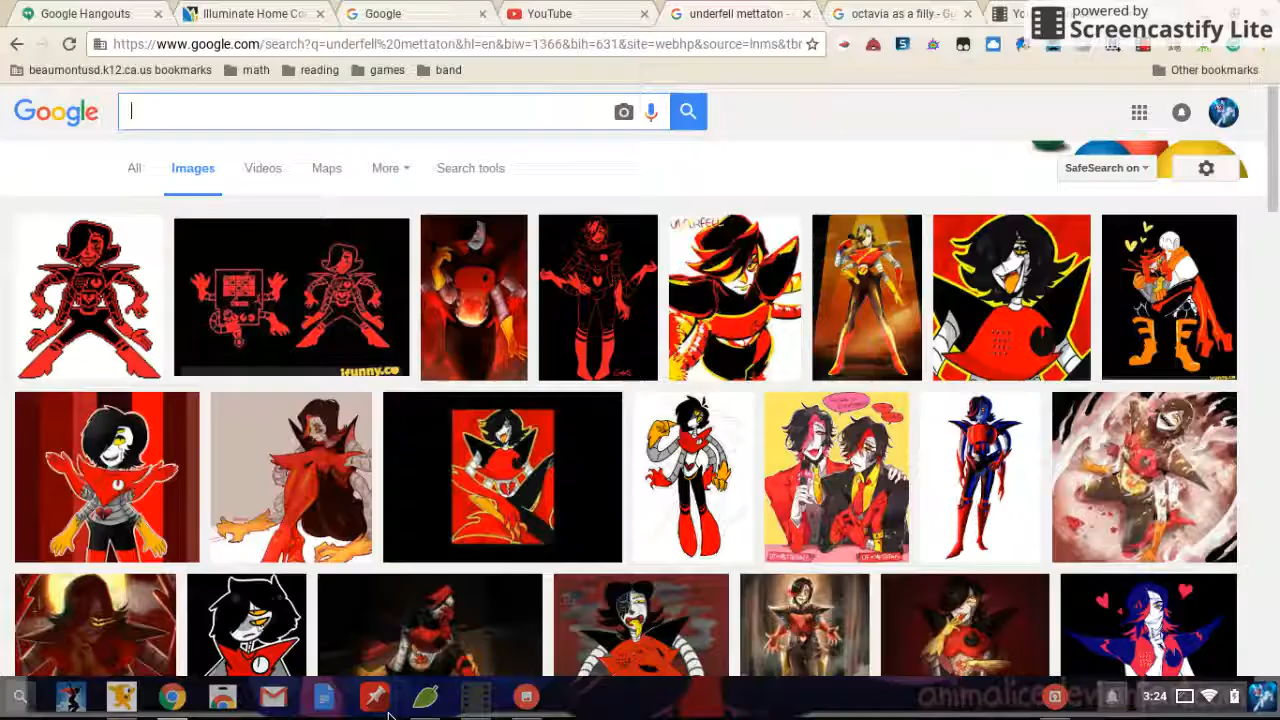 Google Hangouts
Illuminate Home Co
Google
YouTube
underfell mettaton -
octavia as a filly - G
Yo
powered by
Screencastify Lite
https://www.google.com/search?q=underfell%20mettaton&hl=en&biw=1366&bih=631&site=webhp&source=lnms&tbr
beaumontusd.k12.ca.us bookmarks
math
reading
games
band
Other bookmarks
Google
All
Images
Videos
Maps
More
Search tools
SafeSearch on
UNDERFELL
ifunny.co
ifunny.co
3:24